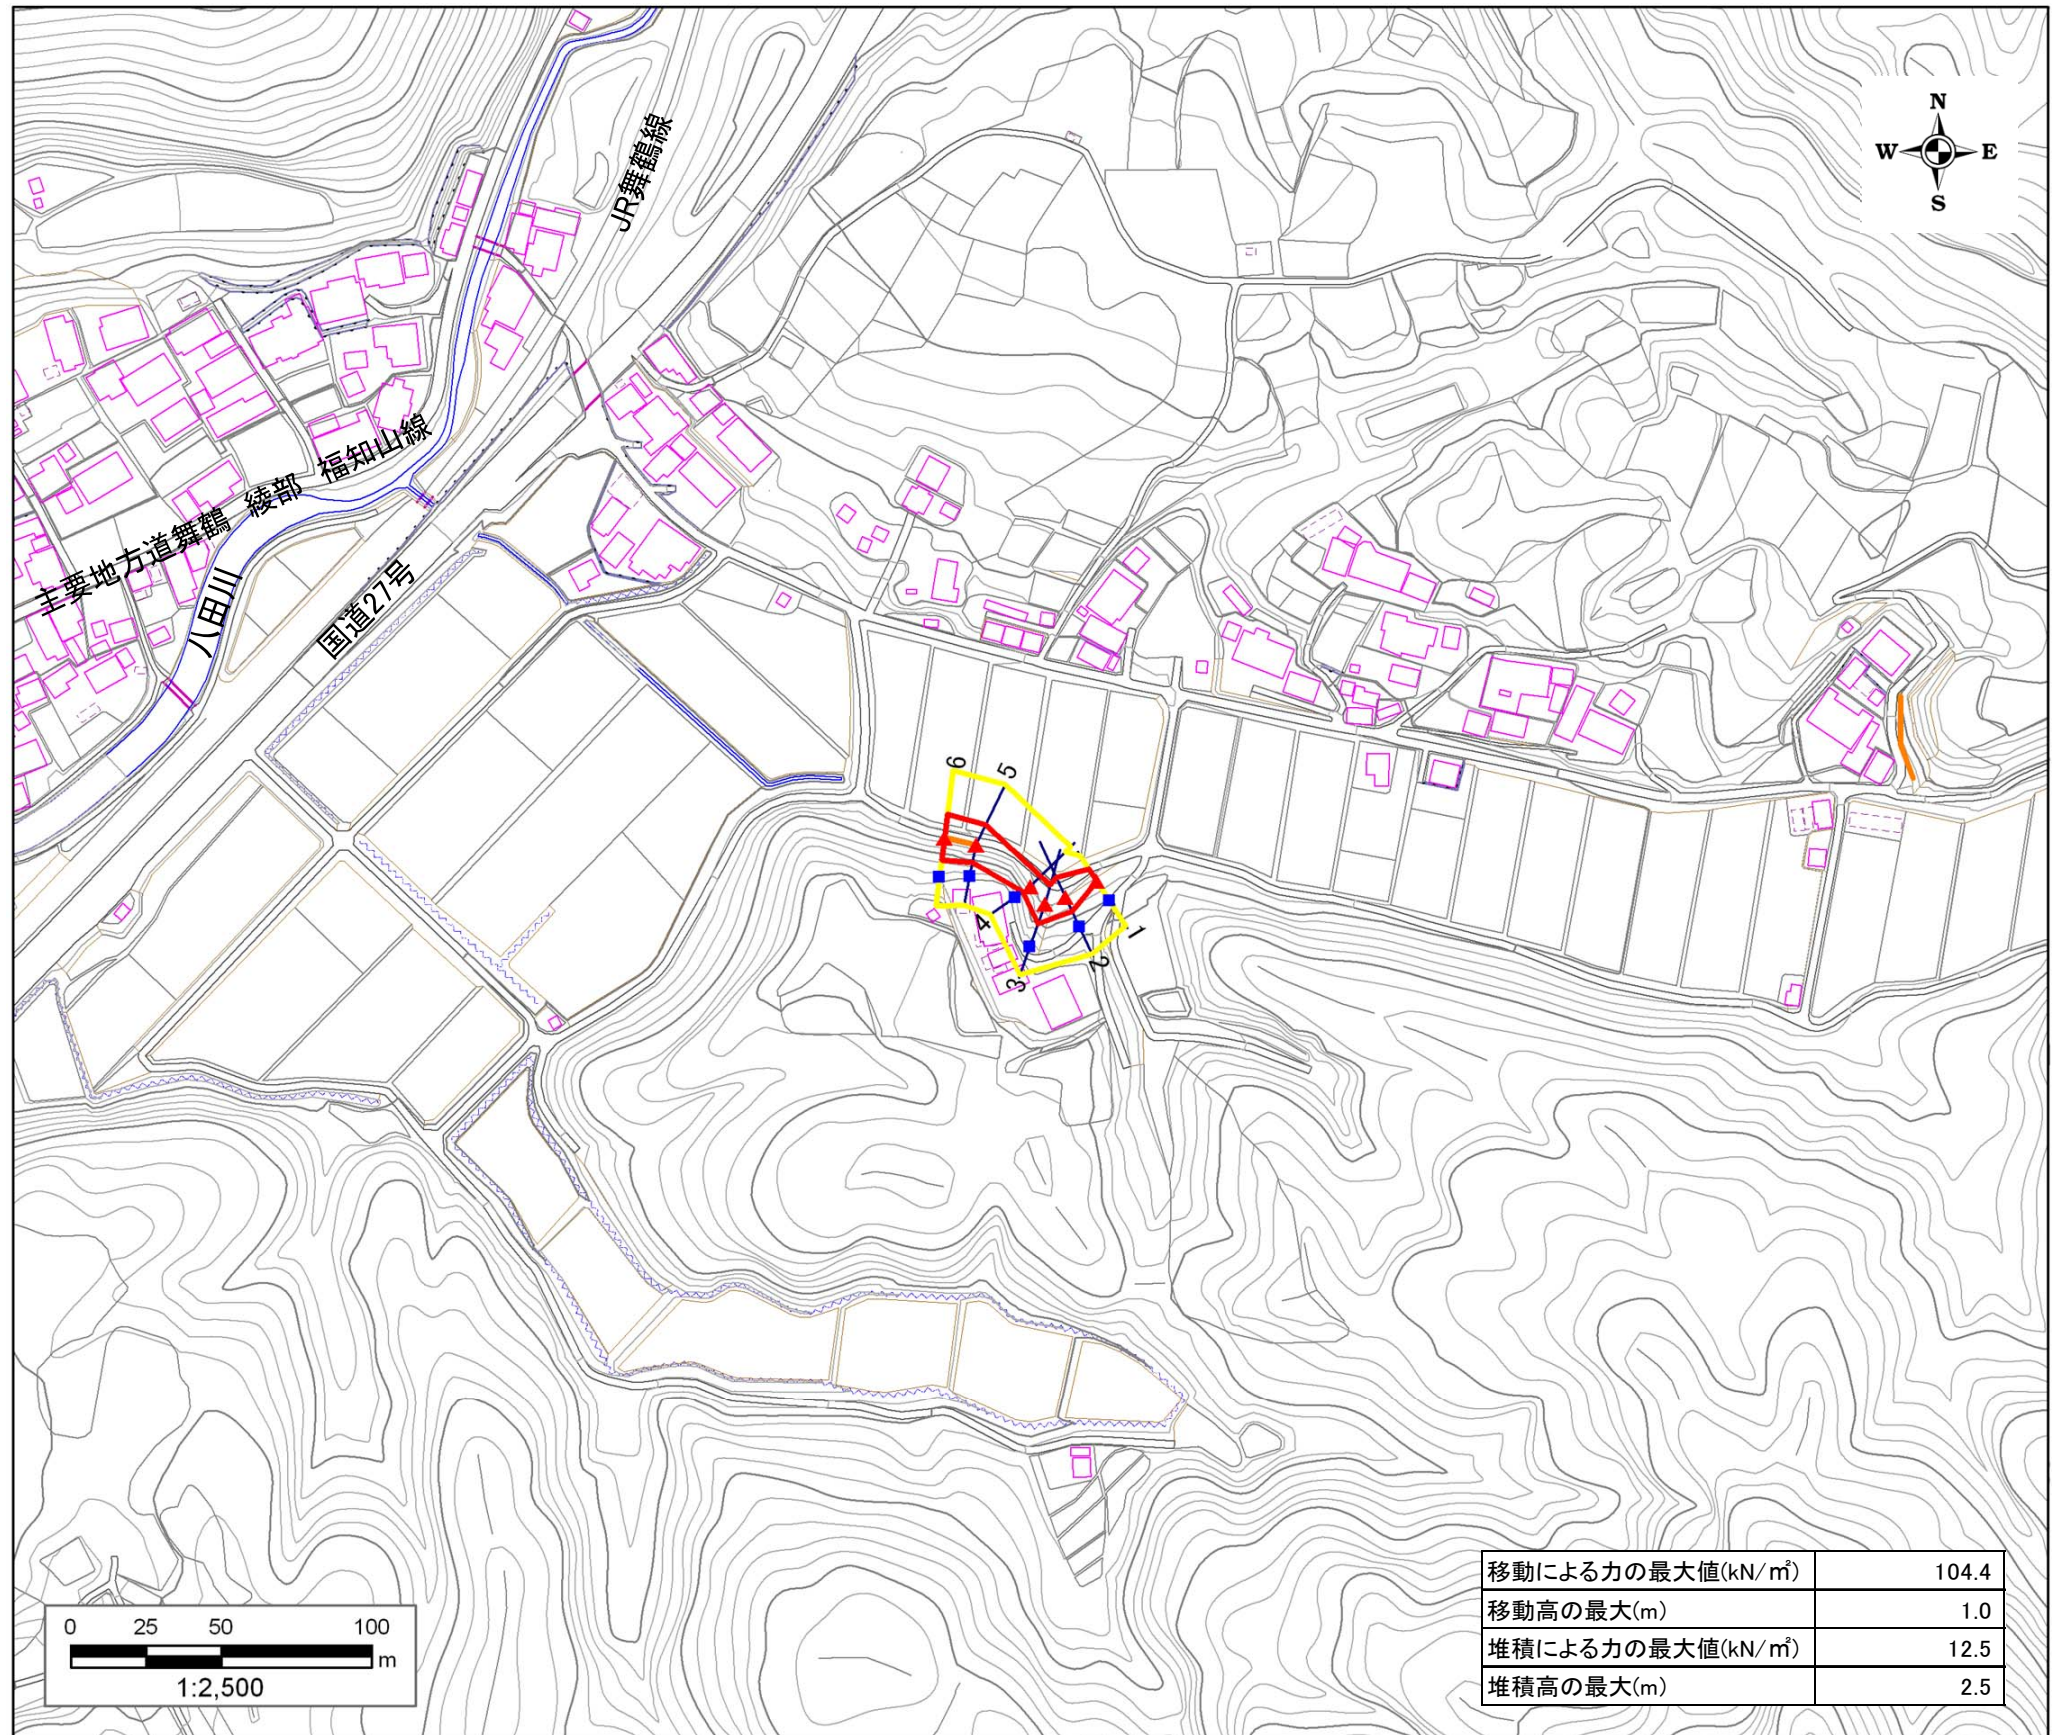 N
W E
S
JR舞鶴線
主要地方道舞鶴 綾部 福知山線
八田川
国道27号
6
5
4
3
2
1
移動による力の最大値(kN/㎡) 104.4
移動高の最大(m) 1.0
堆積による力の最大値(kN/㎡) 12.5
堆積高の最大(m) 2.5
0 25 50 100
m
1:2,500